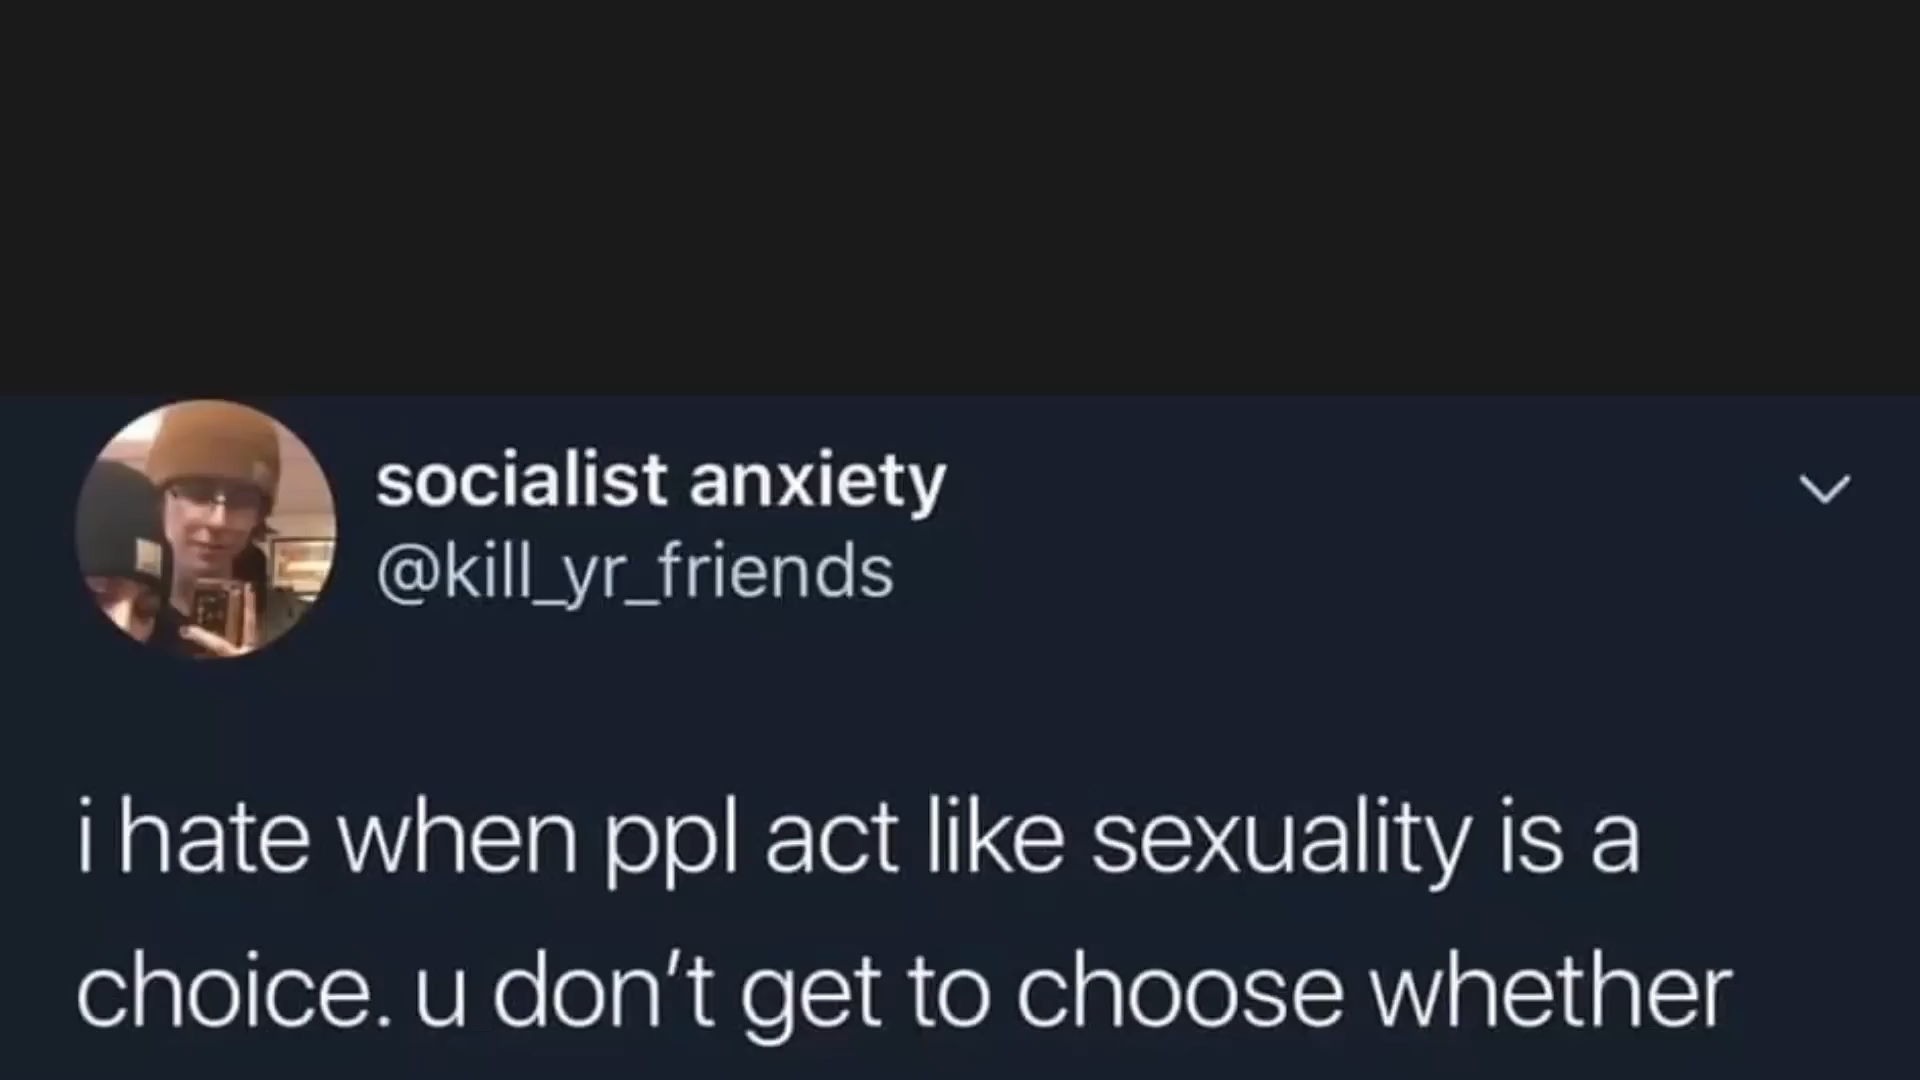 socialist anxiety
@kill_yr_friends
i hate when ppl act like sexuality is a
choice. u don't get to choose whether